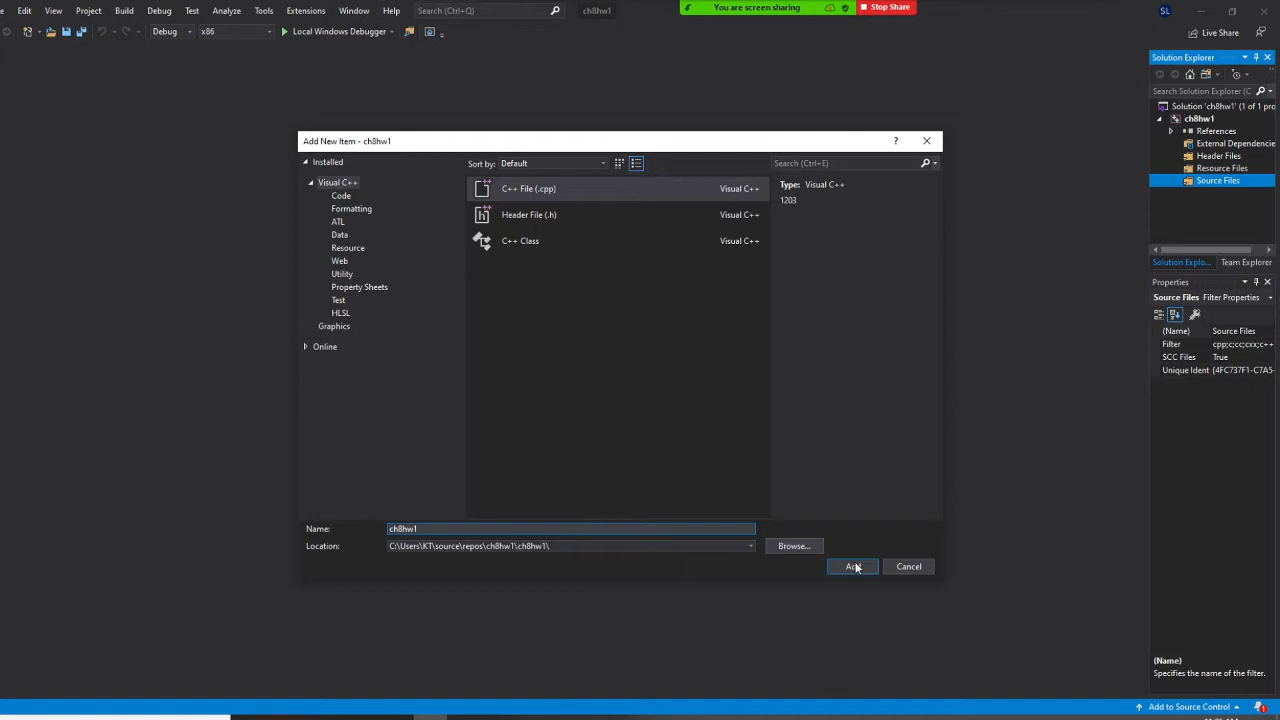 Edit View Project Build Debug Test Analyze Tools Extensions Window Help Search (Ctrl+Q) ch8hw1 You are screen sharing Stop Share SL
Debug x86 Local Windows Debugger Live Share
Solution Explorer
Search Solution Explorer (C
Solution 'ch8hw1' (1 of 1 pro
ch8hw1
References
External Dependencie
Header Files
Resource Files
Source Files
Solution Explo... Team Explorer
Properties
Source Files Filter Properties
(Name) Source Files
Filter cpp;c;cc;cxx;c++
SCC Files True
Unique Ident {4FC737F1-C7A5-
(Name)
Specifies the name of the filter.
Add New Item - ch8hw1 ?
Installed
Visual C++
Code
Formatting
ATL
Data
Resource
Web
Utility
Property Sheets
Test
HLSL
Graphics
Online
Sort by: Default Search (Ctrl+E)
C++ File (.cpp) Visual C++
Header File (.h) Visual C++
C++ Class Visual C++
Type: Visual C++
1203
Name: ch8hw1
Location: C:\Users\KT\source\repos\ch8hw1\ch8hw1\ Browse...
Add Cancel
Add to Source Control 1